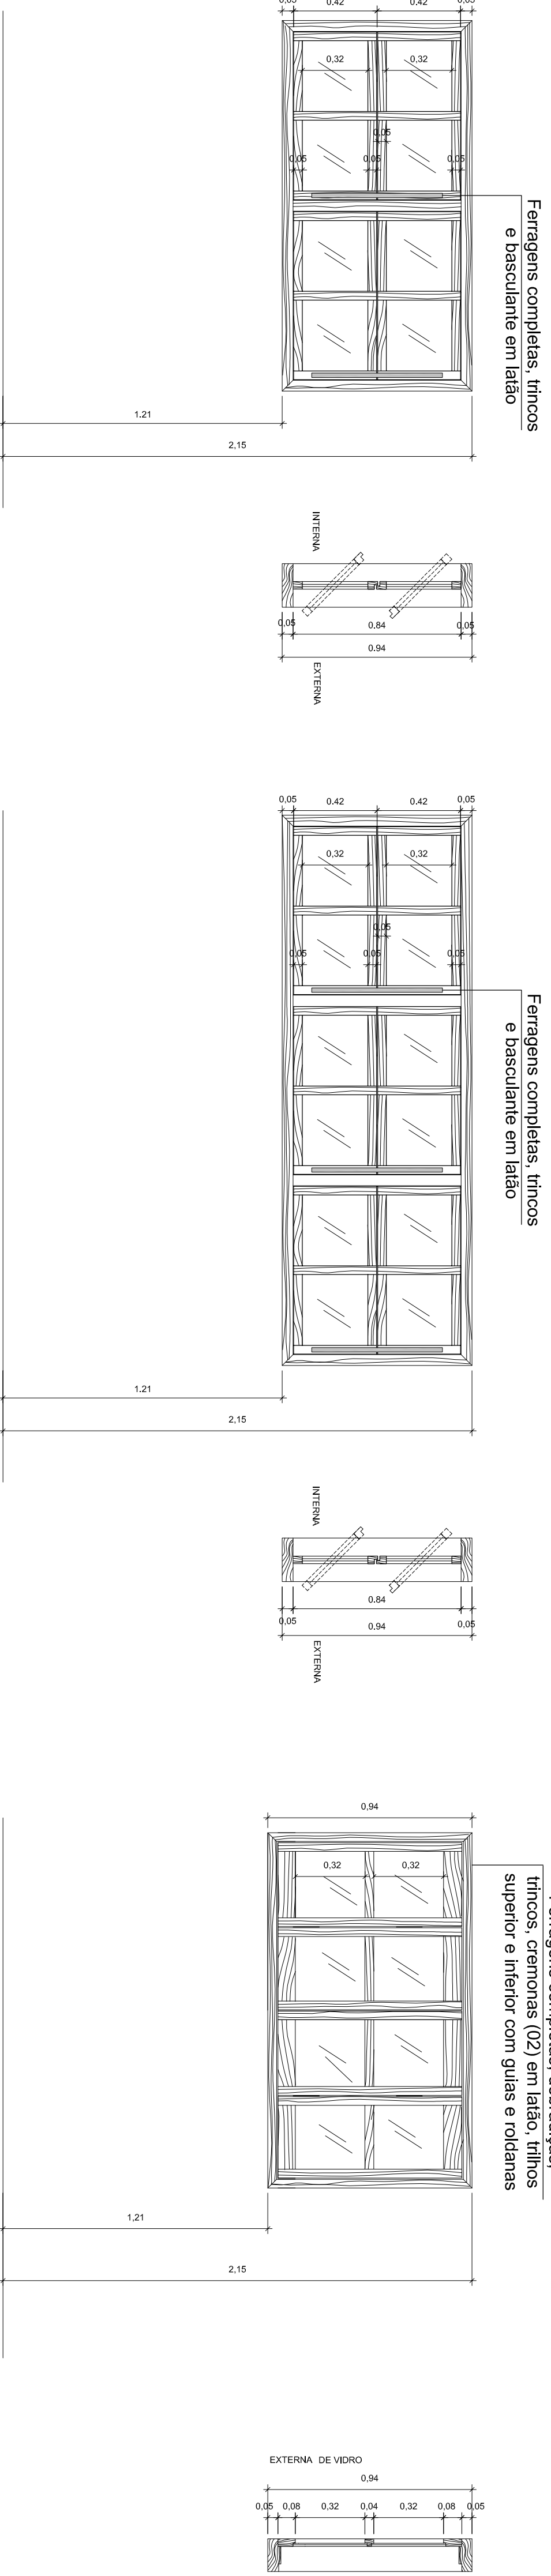 0,05 0.42 0.42 0,05
0,32 0,32
0,05
0,05 0,05 0,05
Ferragens completas, trincos
e basculante em latão
1.21
2,15
INTERNA
0,05 0.84 0,05
0.94
EXTERNA
0,05 0.42 0.42 0,05
0,32 0,32
0,05
0,05 0,05 0,05
Ferragens completas, trincos
e basculante em latão
1.21
2,15
INTERNA
0.84
0,05 0,05
0.94
EXTERNA
0,94
0,32 0,32
Ferragens completas, dobradiças,
trincos, cremonas (02) em latão, trilhos
superior e inferior com guias e roldanas
1,21
2,15
EXTERNA DE VIDRO
0,94
0,05 0,08 0,32 0,04 0,32 0,08 0,05